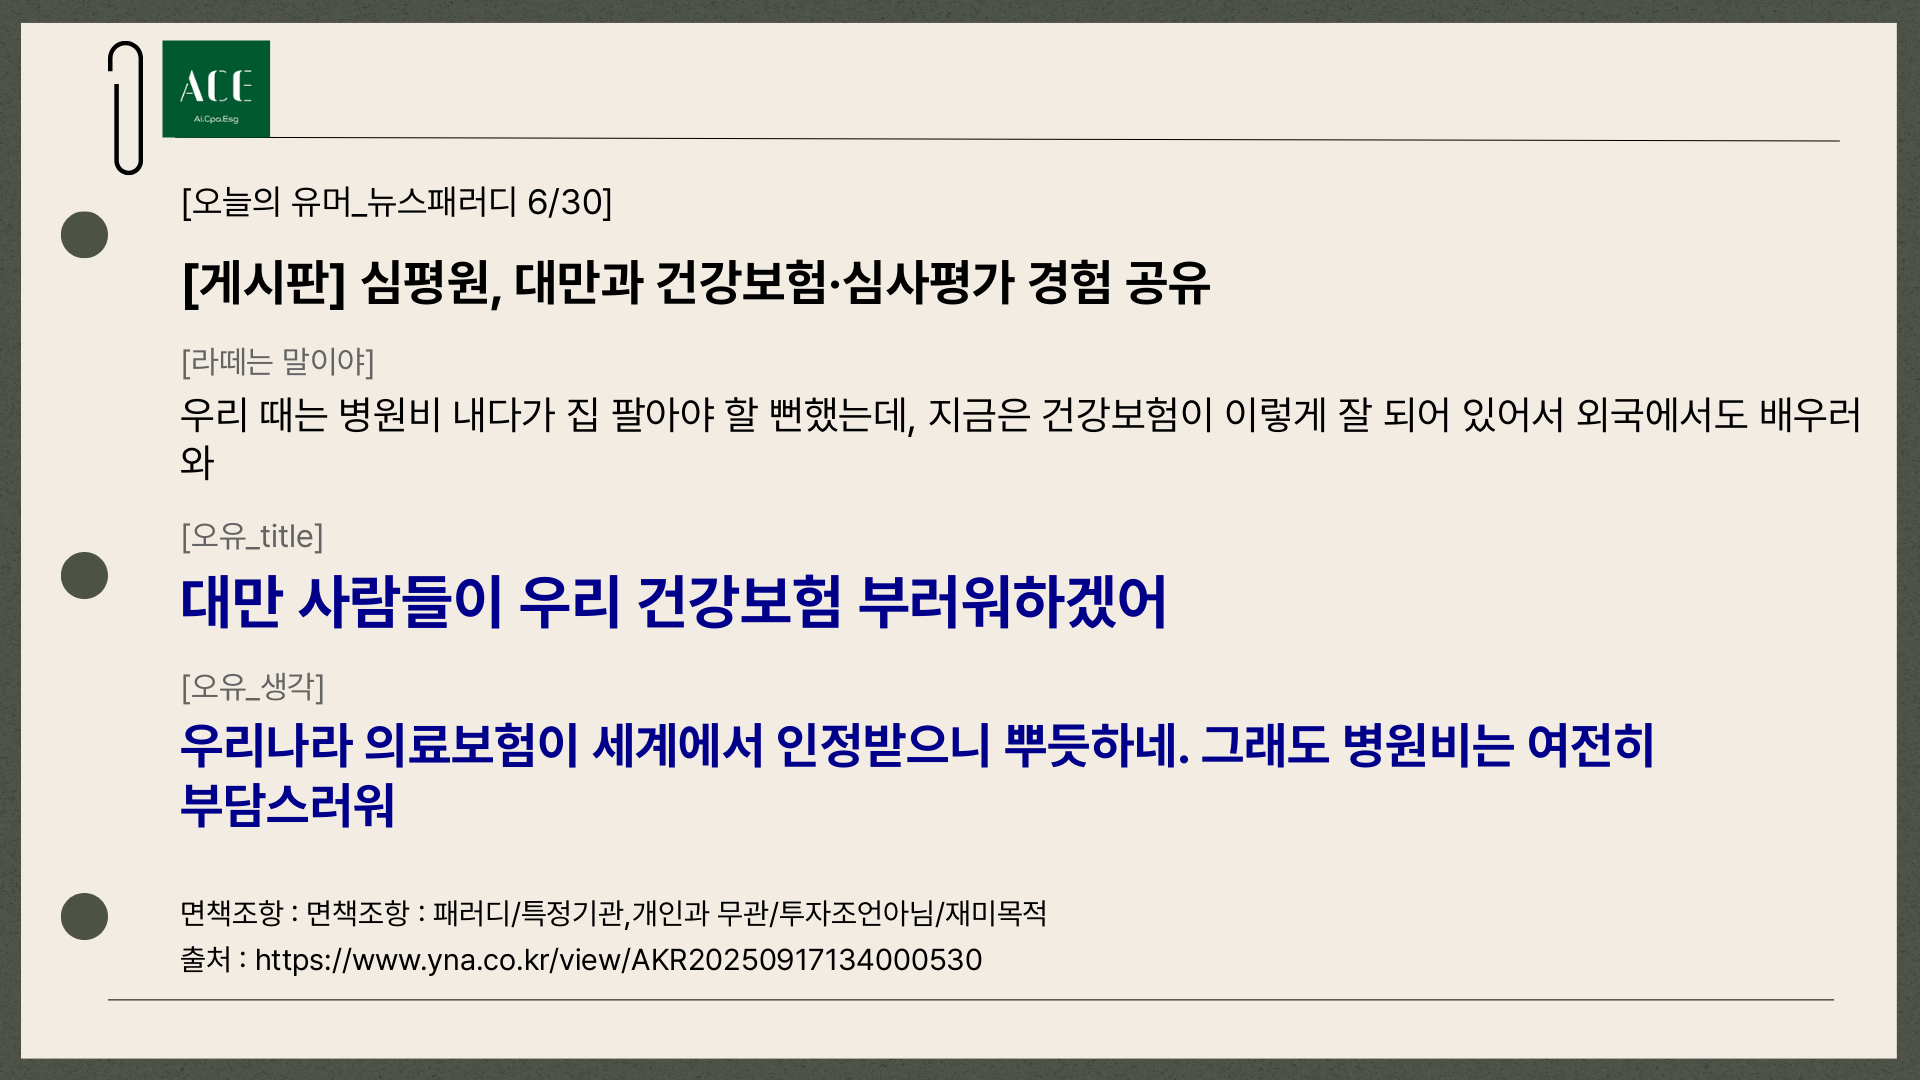 ACE
Ai.Cpa.Esg
[오늘의 유머_뉴스패러디 6/30]
[게시판] 심평원, 대만과 건강보험·심사평가 경험 공유
[라떼는 말이야]
우리 때는 병원비 내다가 집 팔아야 할 뻔했는데, 지금은 건강보험이 이렇게 잘 되어 있어서 외국에서도 배우러
와
[오유_title]
대만 사람들이 우리 건강보험 부러워하겠어
[오유_생각]
우리나라 의료보험이 세계에서 인정받으니 뿌듯하네. 그래도 병원비는 여전히
부담스러워
면책조항 : 면책조항 : 패러디/특정기관,개인과 무관/투자조언아님/재미목적
출처 : https://www.yna.co.kr/view/AKR20250917134000530